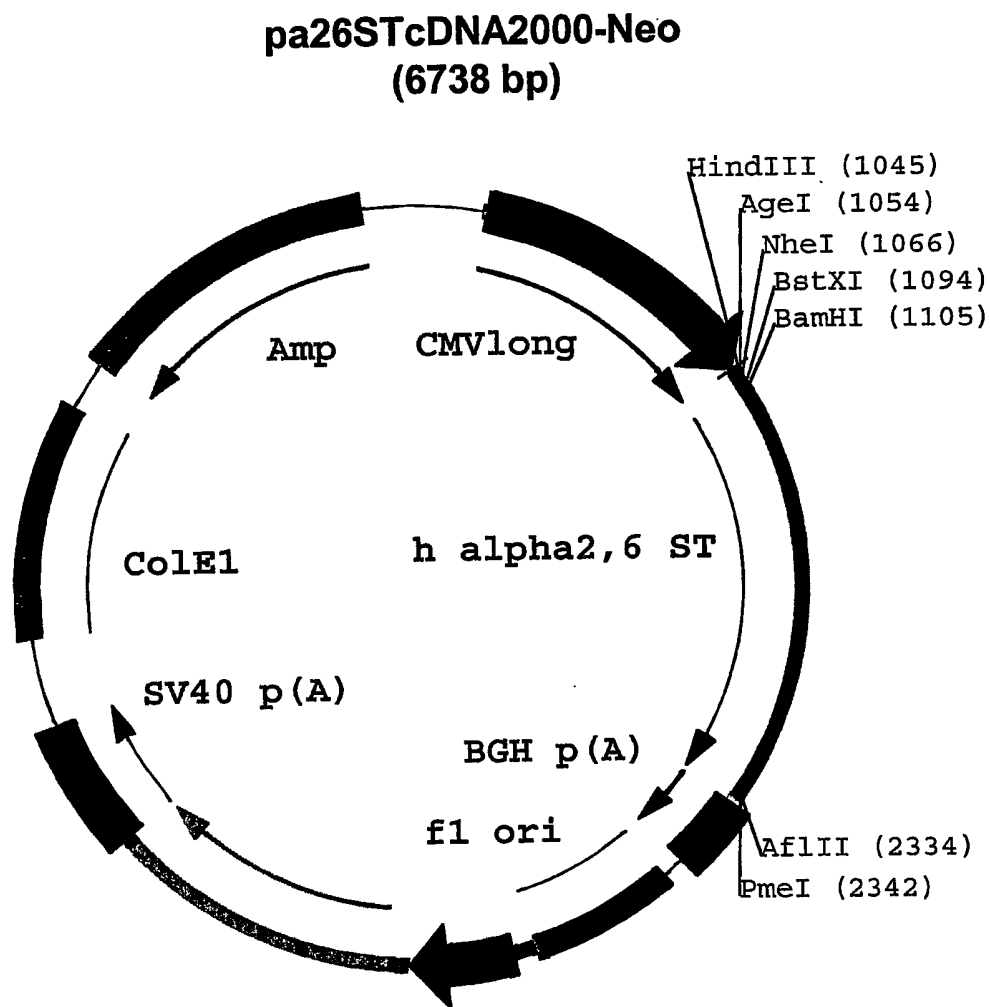 pa26STcDNA2000-Neo
(6738 bp)
HindIII (1045)
AgeI (1054)
NheI (1066)
BstXI (1094)
BamHI (1105)
Amp
CMVlong
ColE1
h alpha2,6 ST
SV40 p(A)
BGH p(A)
f1 ori
AflII (2334)
PmeI (2342)